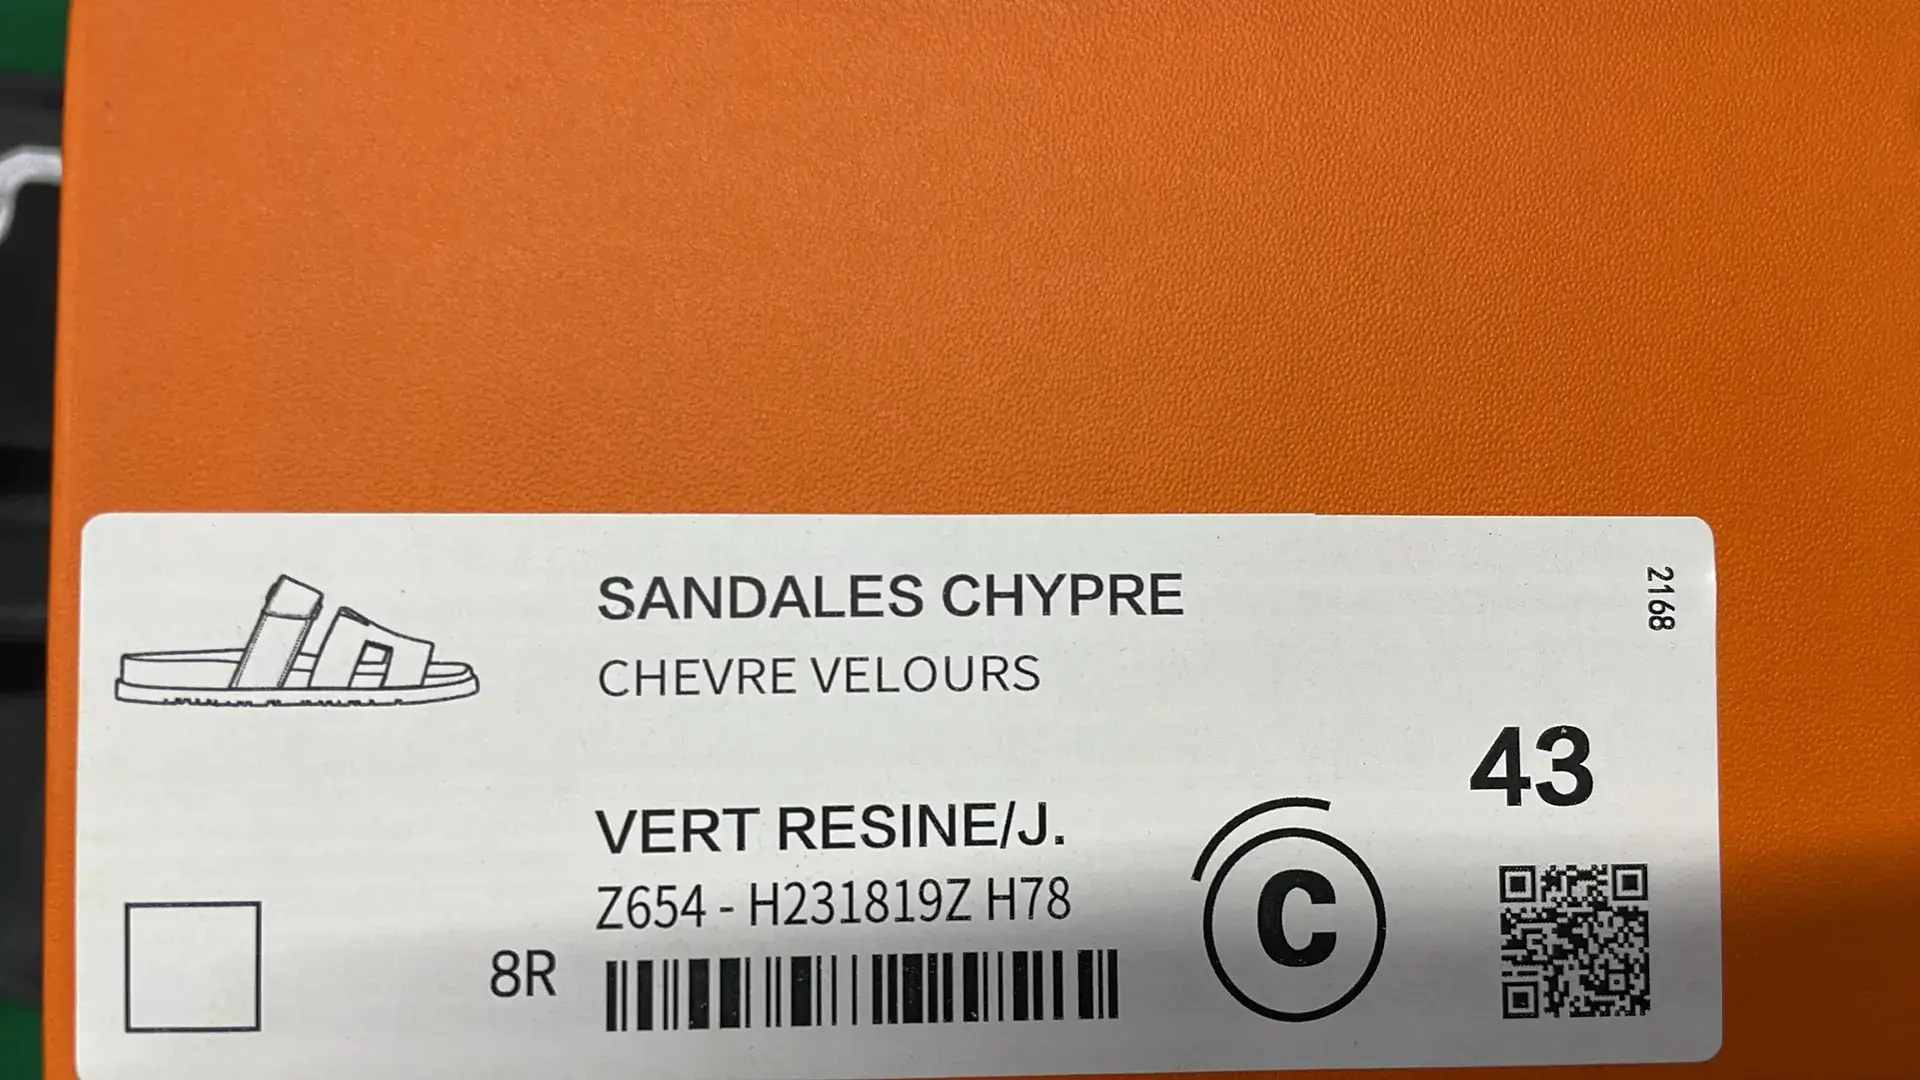 SANDALES CHYPRE
CHEVRE VELOURS
2168
43
VERT RESINE/J.
Z654 - H231819Z H78
8R
C